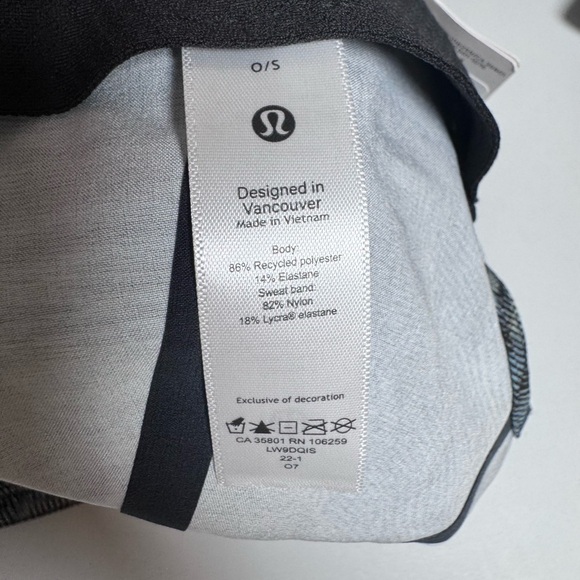 O/S
Designed in
Vancouver
Made in Vietnam
Body:
86% Recycled polyester
14% Elastane
Sweat band:
82% Nylon
18% Lycra® elastane
Exclusive of decoration
CA 35801 RN 106259
LW9DQIS
22-1
O7